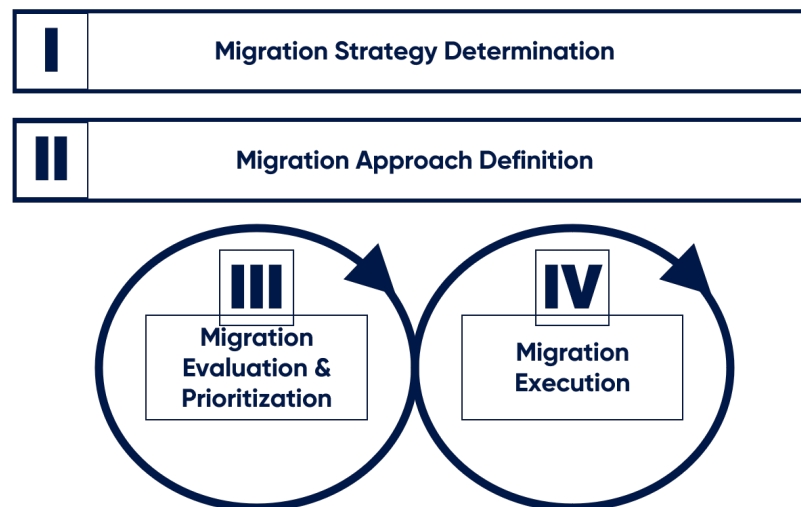 I
Migration Strategy Determination
II
Migration Approach Definition
III
Migration
Evaluation &
Prioritization
IV
Migration
Execution